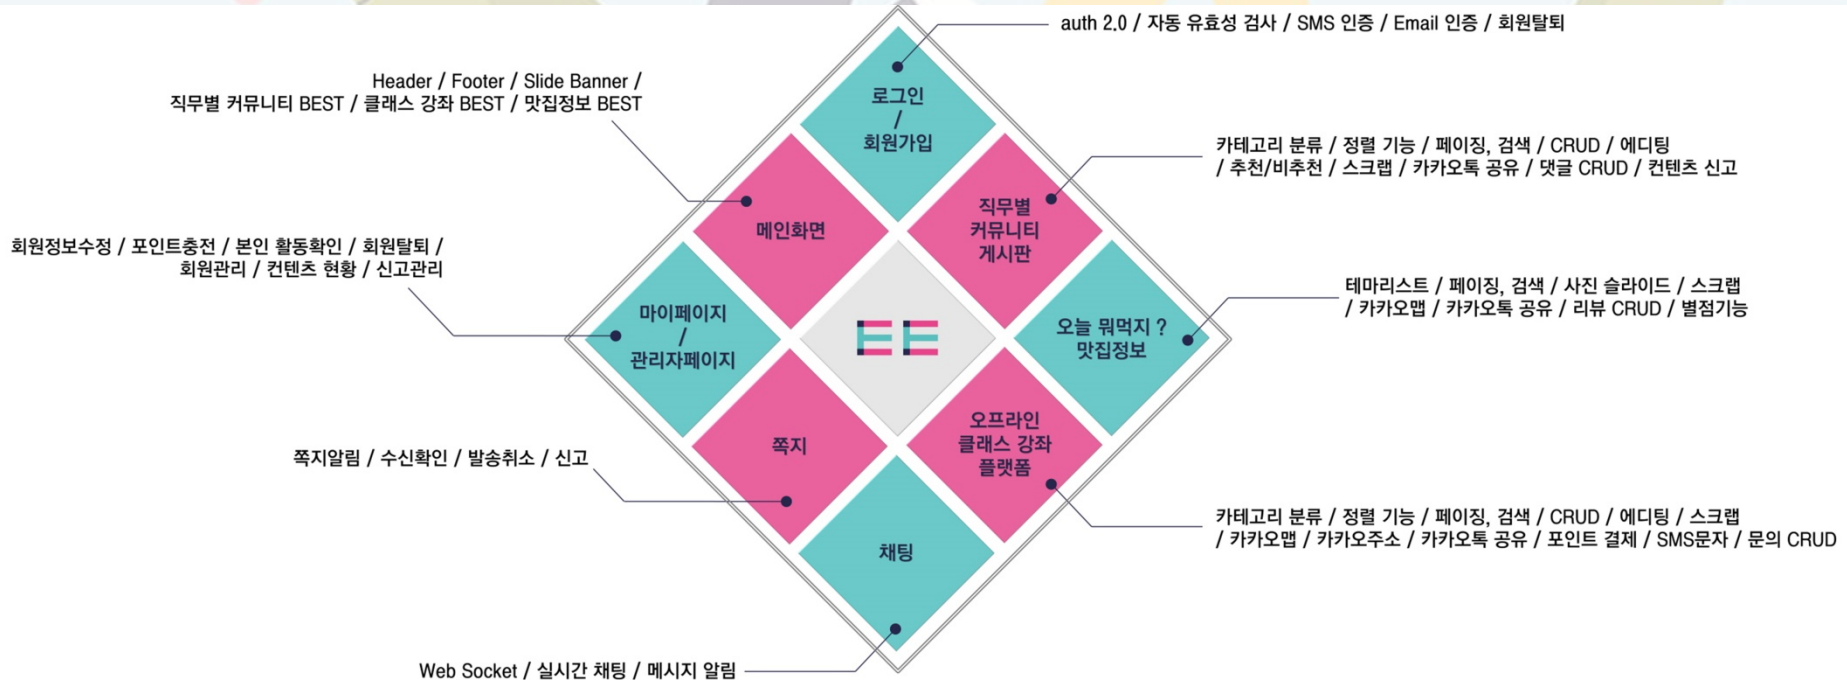 auth 2.0 / 자동 유효성 검사 / SMS 인증 / Email 인증 / 회원탈퇴
Header / Footer / Slide Banner /
직무별 커뮤니티 BEST / 클래스 강좌 BEST / 맛집정보 BEST
로그인
/
회원가입
카테고리 분류 / 정렬 기능 / 페이징, 검색 / CRUD / 에디팅
/ 추천/비추천 / 스크랩 / 카카오톡 공유 / 댓글 CRUD / 컨텐츠 신고
메인화면
직무별
커뮤니티
게시판
회원정보수정 / 포인트충전 / 본인 활동확인 / 회원탈퇴 /
회원관리 / 컨텐츠 현황 / 신고관리
테마리스트 / 페이징, 검색 / 사진 슬라이드 / 스크랩
/ 카카오맵 / 카카오톡 공유 / 리뷰 CRUD / 별점기능
마이페이지
/
관리자페이지
EE
오늘 뭐먹지 ?
맛집정보
쪽지
오프라인
클래스 강좌
플랫폼
쪽지알림 / 수신확인 / 발송취소 / 신고
카테고리 분류 / 정렬 기능 / 페이징, 검색 / CRUD / 에디팅 / 스크랩
/ 카카오맵 / 카카오주소 / 카카오톡 공유 / 포인트 결제 / SMS문자 / 문의 CRUD
채팅
Web Socket / 실시간 채팅 / 메시지 알림